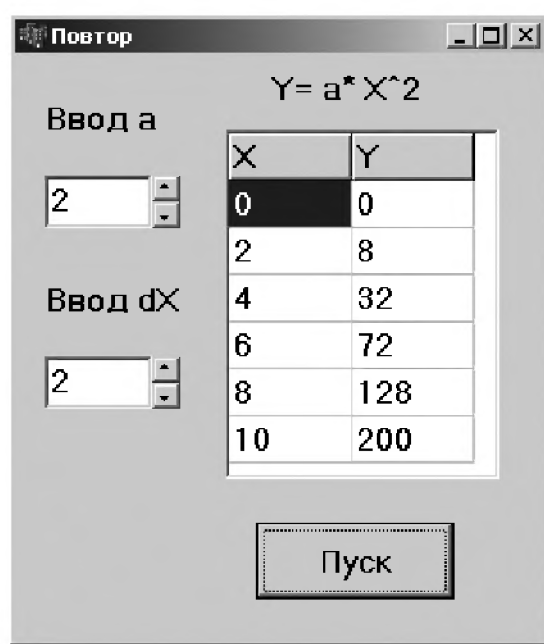 Повтор
Y= a* X^2
Ввод a
2
Ввод dX
2
X Y
0 0
2 8
4 32
6 72
8 128
10 200
Пуск